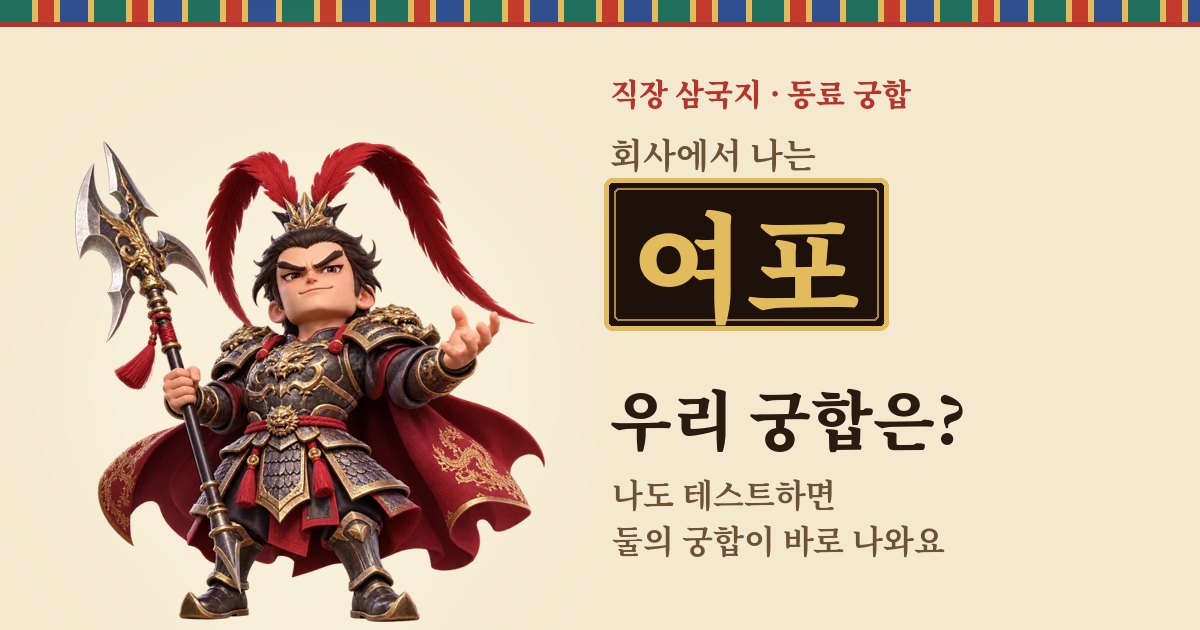 직장 삼국지 · 동료 궁합
회사에서 나는
여포
우리 궁합은?
나도 테스트하면
둘의 궁합이 바로 나와요